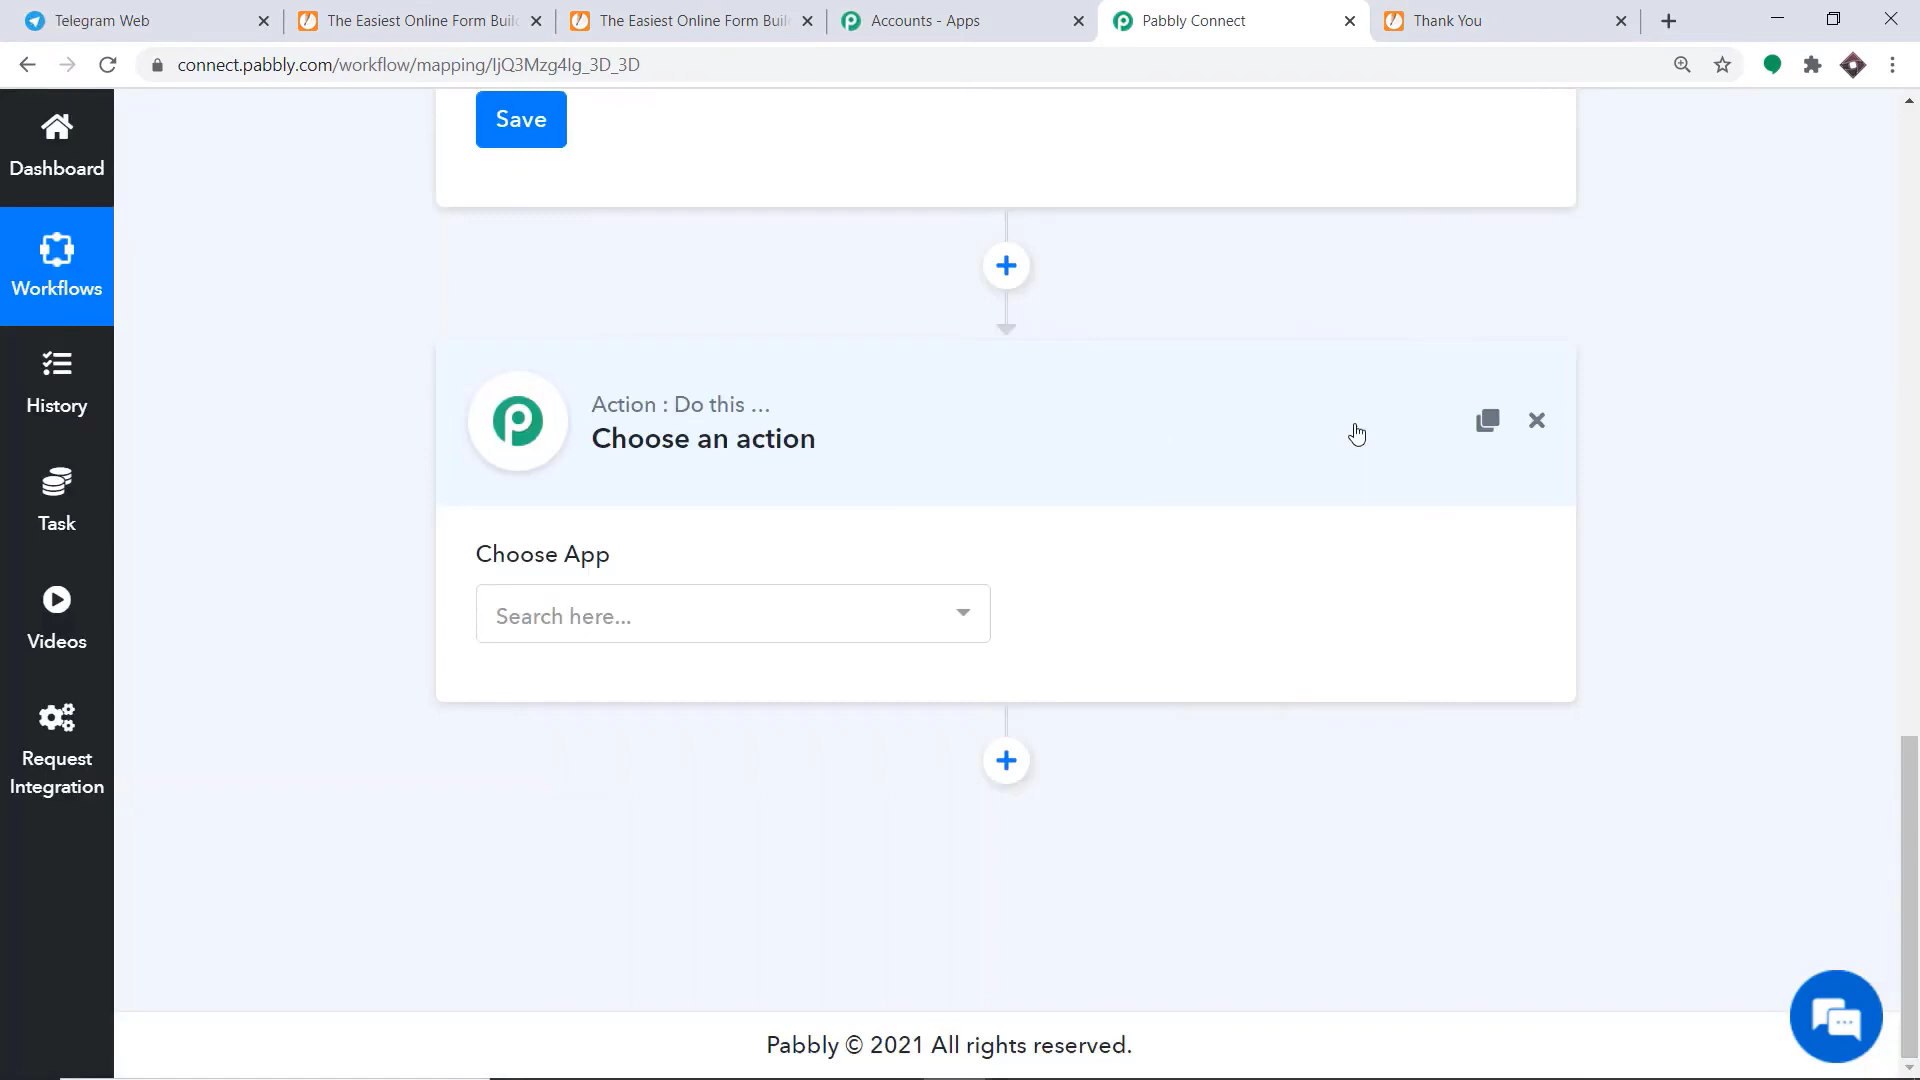 Telegram Web
The Easiest Online Form Buil
The Easiest Online Form Buil
Accounts - Apps
Pabbly Connect
Thank You
connect.pabbly.com/workflow/mapping/IjQ3Mzg4Ig_3D_3D
Dashboard
Workflows
History
Task
Videos
Request
Integration
Save
Action : Do this ...
Choose an action
Choose App
Search here...
Pabbly © 2021 All rights reserved.